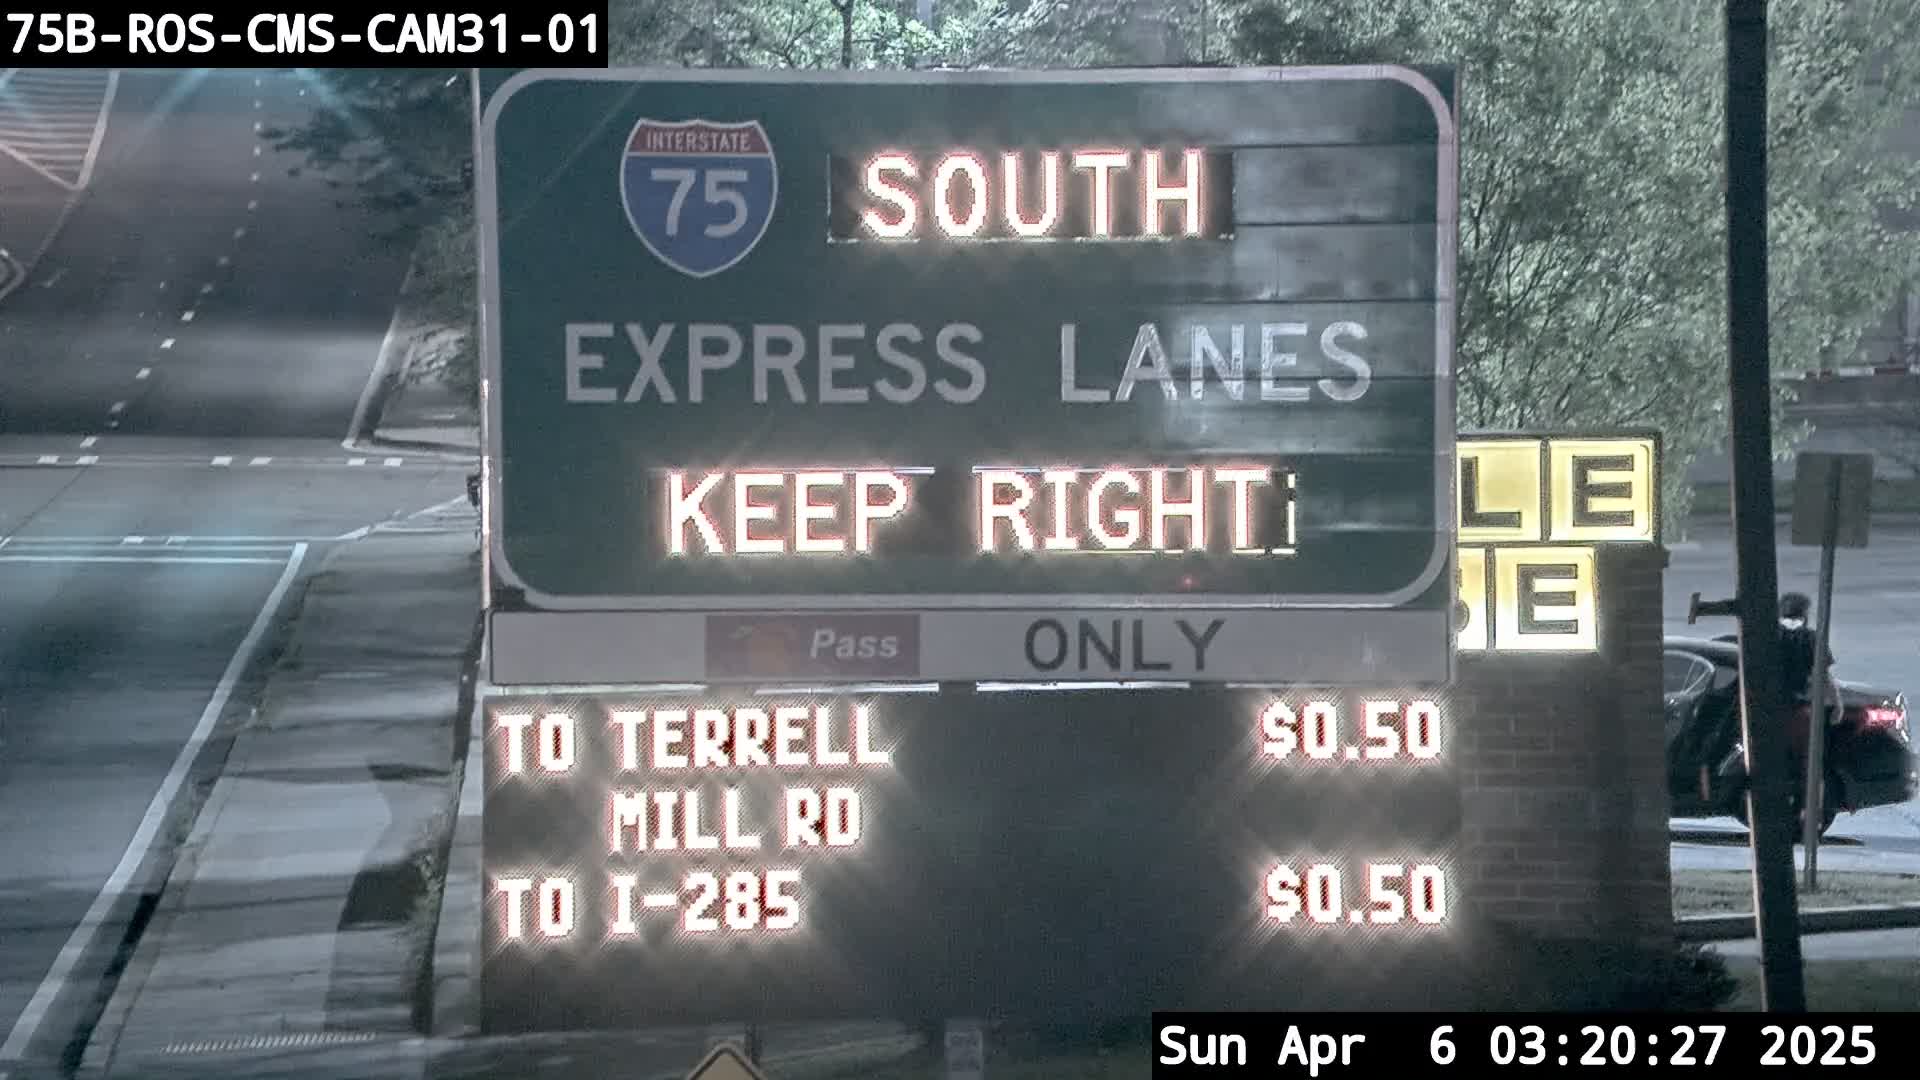 75B-ROS-CMS-CAM31-01
INTERSTATE
75
SOUTH
EXPRESS LANES
KEEP RIGHT
Pass ONLY
TO TERRELL $0.50
MILL RD
TO I-285 $0.50
LE
E
Sun Apr 6 03:20:27 2025